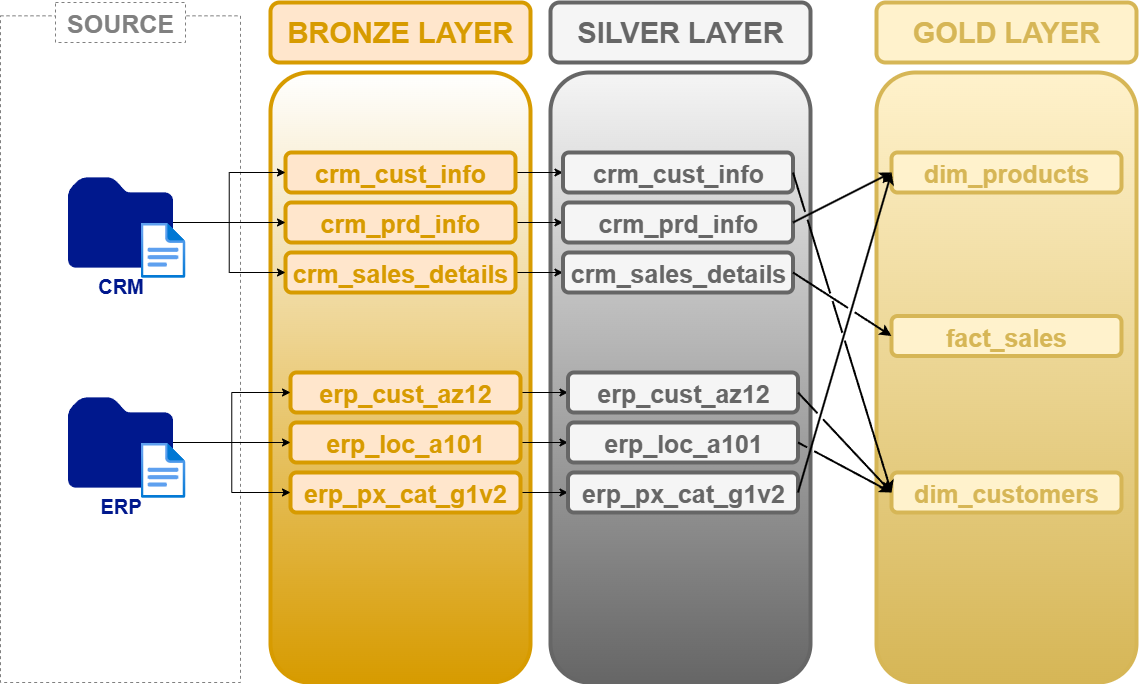 SOURCE
BRONZE LAYER
SILVER LAYER
GOLD LAYER
CRM
crm_cust_info
crm_prd_info
crm_sales_details
crm_cust_info
crm_prd_info
crm_sales_details
dim_products
fact_sales
ERP
erp_cust_az12
erp_loc_a101
erp_px_cat_g1v2
erp_cust_az12
erp_loc_a101
erp_px_cat_g1v2
dim_customers